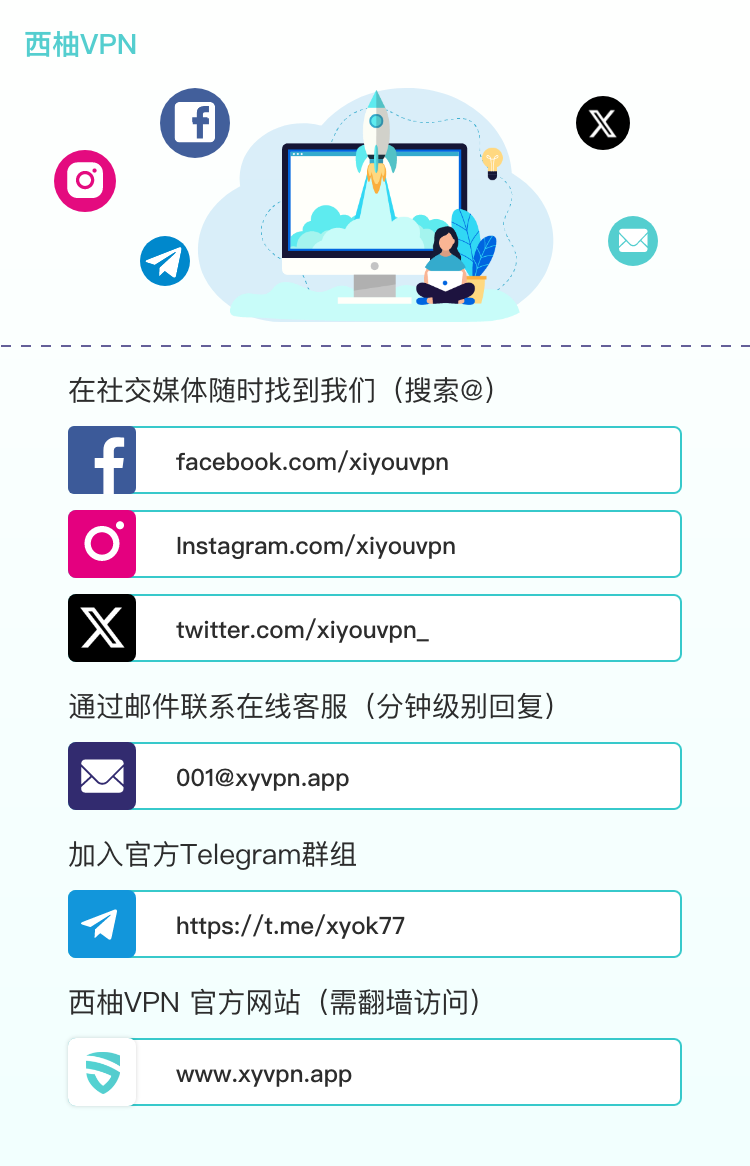 西柚VPN
在社交媒体随时找到我们（搜索@）
facebook.com/xiyouvpn
Instagram.com/xiyouvpn
twitter.com/xiyouvpn_
通过邮件联系在线客服（分钟级别回复）
001@xyvpn.app
加入官方Telegram群组
https://t.me/xyok77
西柚VPN 官方网站（需翻墙访问）
www.xyvpn.app